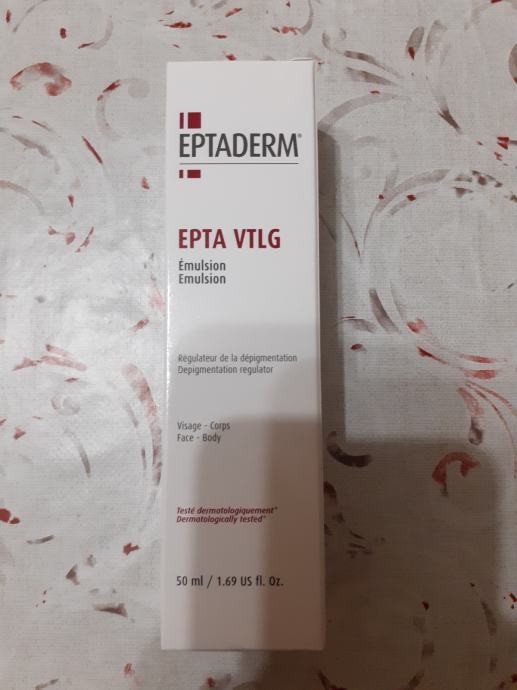 EPTADERM®
EPTA VTLG
Émulsion
Emulsion
Régulateur de la dépigmentation
Depigmentation regulator
Visage - Corps
Face - Body
Testé dermatologiquement*
Dermatologically tested*
50 ml / 1.69 US fl. Oz.